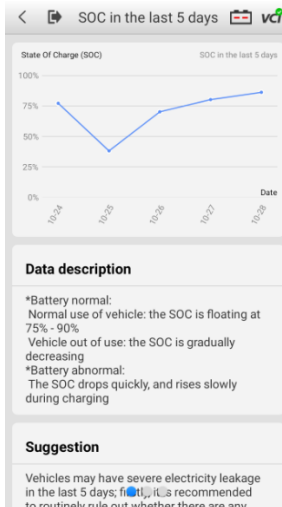 SOC in the last 5 days
VCI
State Of Charge (SOC)
SOC in the last 5 days
100%
75%
50%
25%
0%
Date
10-24
10-25
10-26
10-27
10-28
Data description
*Battery normal:
Normal use of vehicle: the SOC is floating at
75% - 90%
Vehicle out of use: the SOC is gradually
decreasing
*Battery abnormal:
The SOC drops quickly, and rises slowly
during charging
Suggestion
Vehicles may have severe electricity leakage
in the last 5 days; firstly, it is recommended
to routinely rule out whether there are any